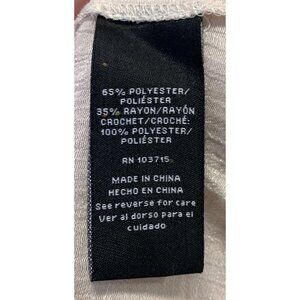 65% POLYESTER/
POLIÉSTER
35% RAYON/RAYÓN
CROCHET/CROCHÉ:
100% POLYESTER/
POLIÉSTER
RN 103715
MADE IN CHINA
HECHO EN CHINA
See reverse for care
Ver al dorso para el
cuidado